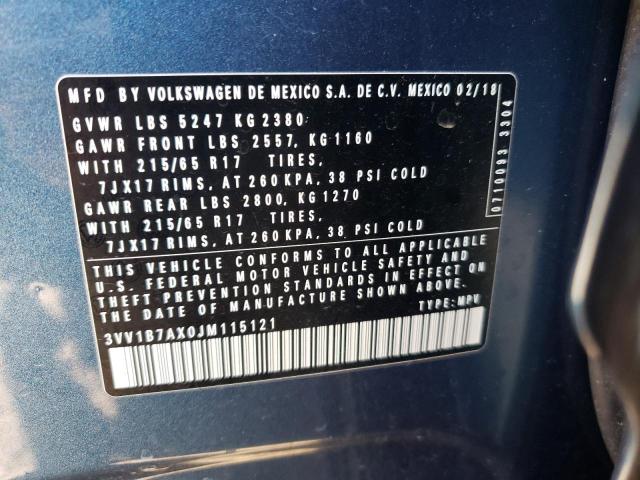 MFD BY VOLKSWAGEN DE MEXICO S.A. DE C.V. MEXICO 02/18
GVWR LBS 5247 KG 2380
GAWR FRONT LBS 2557, KG 1160
WITH 215/65 R17 TIRES,
7JX17 RIMS, AT 260 KPA, 38 PSI COLD
GAWR REAR LBS 2800, KG 1270
WITH 215/65 R17 TIRES,
7JX17 RIMS, AT 260 KPA, 38 PSI COLD
THIS VEHICLE CONFORMS TO ALL APPLICABLE
U.S. FEDERAL MOTOR VEHICLE SAFETY AND
THEFT PREVENTION STANDARDS IN EFFECT ON
THE DATE OF MANUFACTURE SHOWN ABOVE.
3VV1B7AX0JM115121 TYPE: MPV
0710093 3304